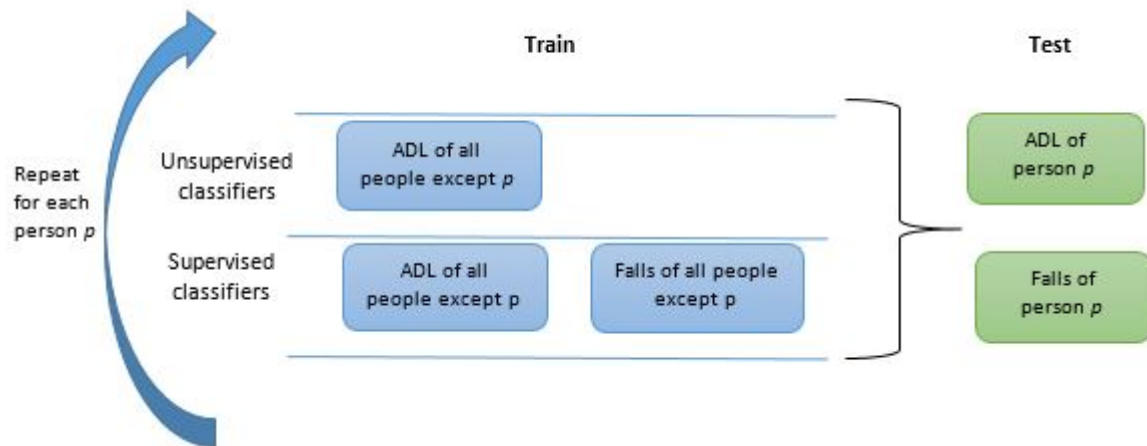 Train
Test
Repeat
for each
person p
Unsupervised
classifiers
ADL of all
people except p
ADL of
person p
Supervised
classifiers
ADL of all
people except p
Falls of all people
except p
Falls of
person p